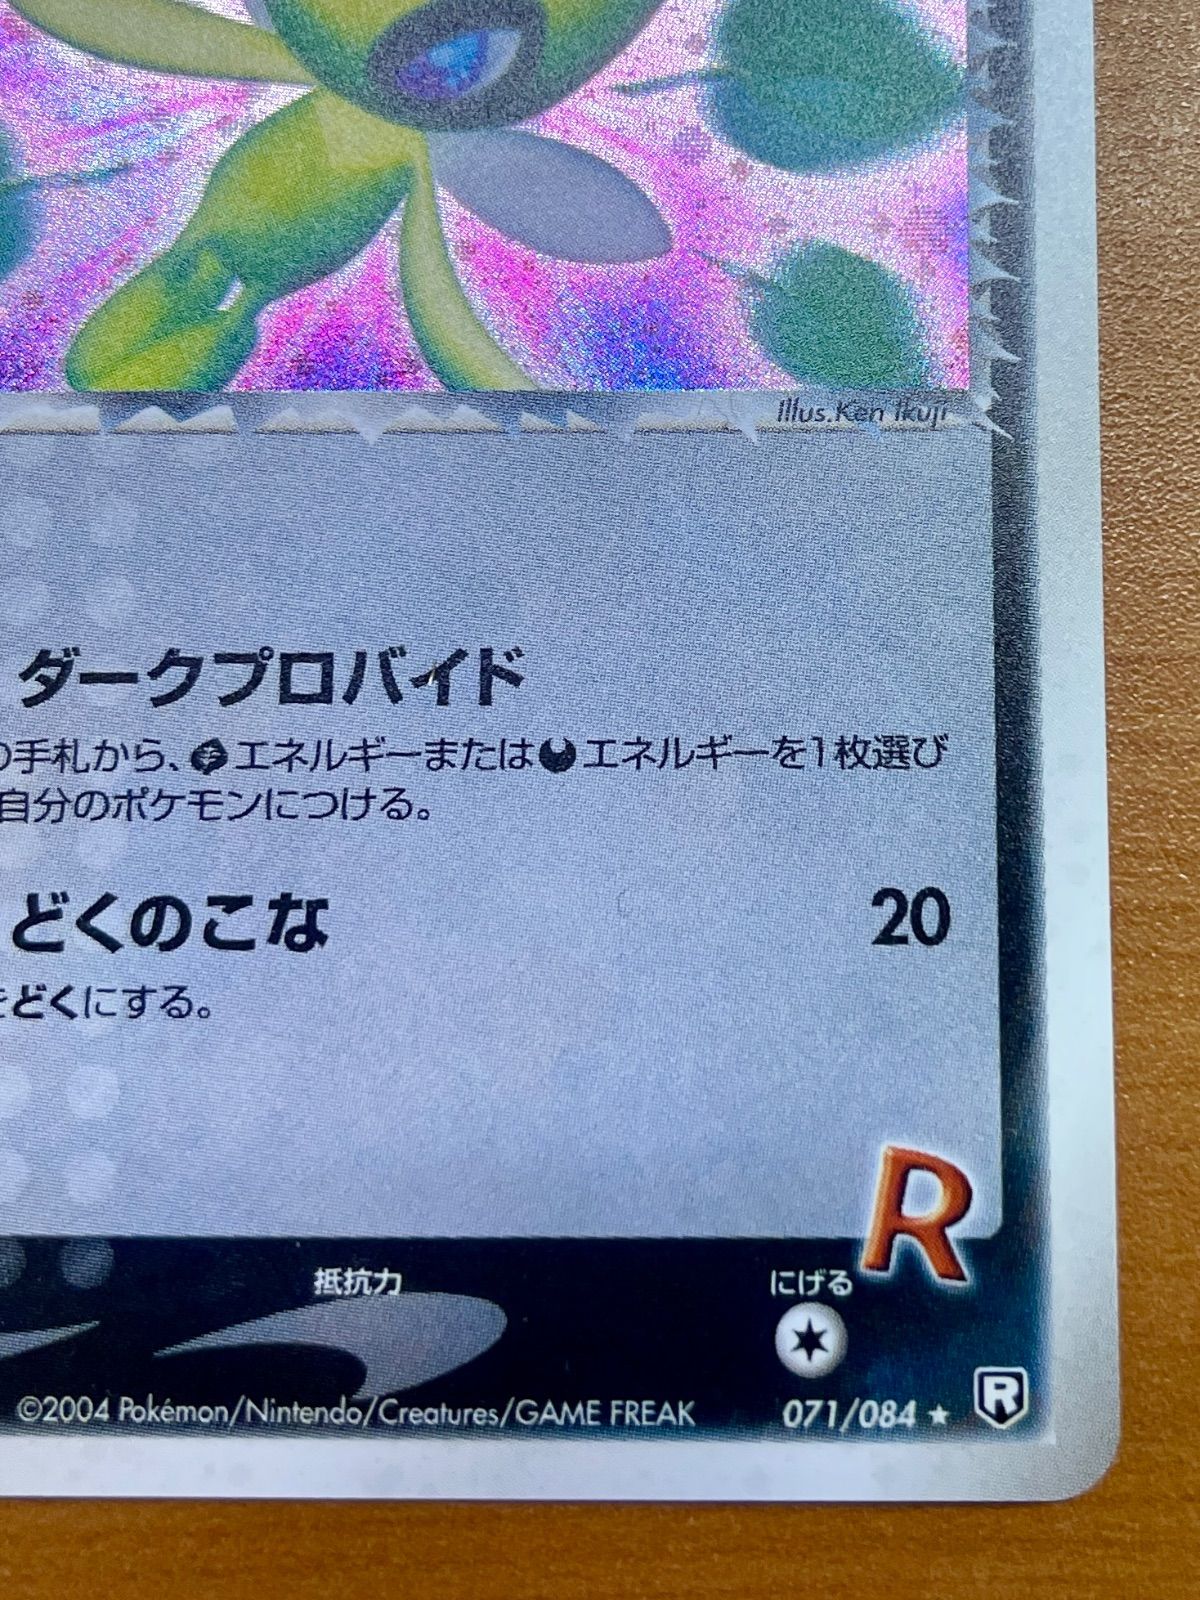 Illus.Ken Ikuji
ダークプロバイド
の手札から、エネルギーまたはエネルギーを1枚選び
自分のポケモンにつける。
どくのこな 20
をどくにする。
R
抵抗力 にげる
©2004 Pokémon/Nintendo/Creatures/GAME FREAK 071/084 ★ R